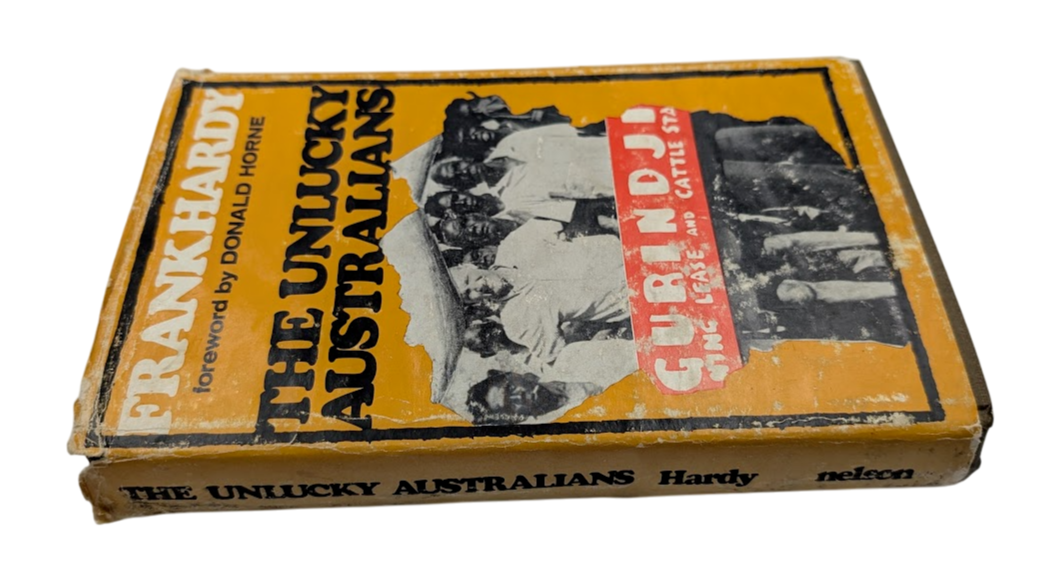 FRANK HARDY
foreword by DONALD HORNE
THE UNLUCKY
AUSTRALIANS
GURINDJI
LEASE AND CATTLE STA
THE UNLUCKY AUSTRALIANS Hardy nelson